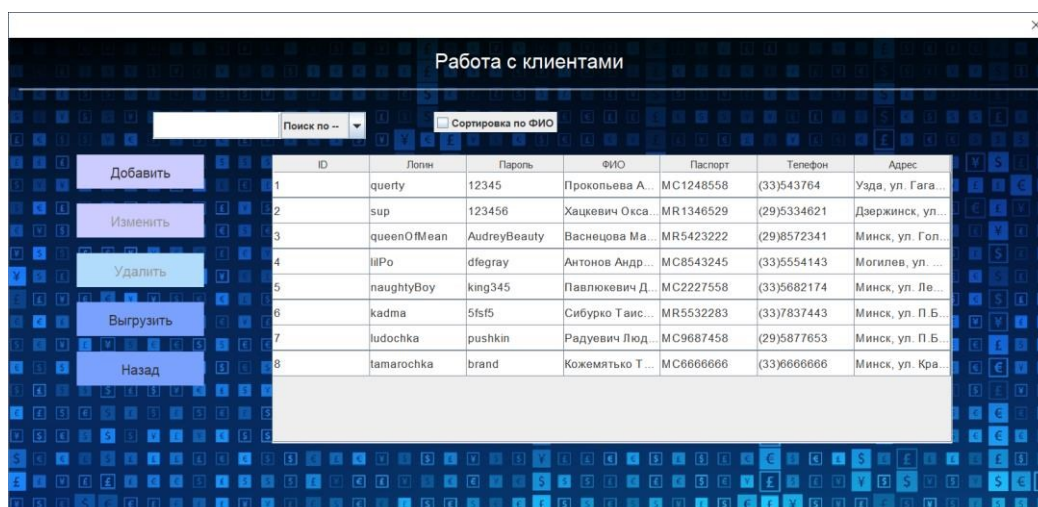 Работа с клиентами
Поиск по --
Сортировка по ФИО
Добавить
Изменить
Удалить
Выгрузить
Назад
ID Логин Пароль ФИО Паспорт Телефон Адрес
1 querty 12345 Прокопьева А... MC1248558 (33)543764 Узда, ул. Гага...
2 sup 123456 Хацкевич Окса... MR1346529 (29)5334621 Дзержинск, ул...
3 queenOfMean AudreyBeauty Васнецова Ма... MR5423222 (29)8572341 Минск, ул. Гол...
4 lilPo dfegray Антонов Андр... MC8543245 (33)5554143 Могилев, ул. ...
5 naughtyBoy king345 Павлюкевич Д... MC2227558 (33)5682174 Минск, ул. Ле...
6 kadma 5fsf5 Сибурко Таис... MR5532283 (33)7837443 Минск, ул. П.Б...
7 ludochka pushkin Радуевич Люд... MC9687458 (29)5877653 Минск, ул. П.Б...
8 tamarochka brand Кожемятько Т... MC6666666 (33)6666666 Минск, ул. Кра...